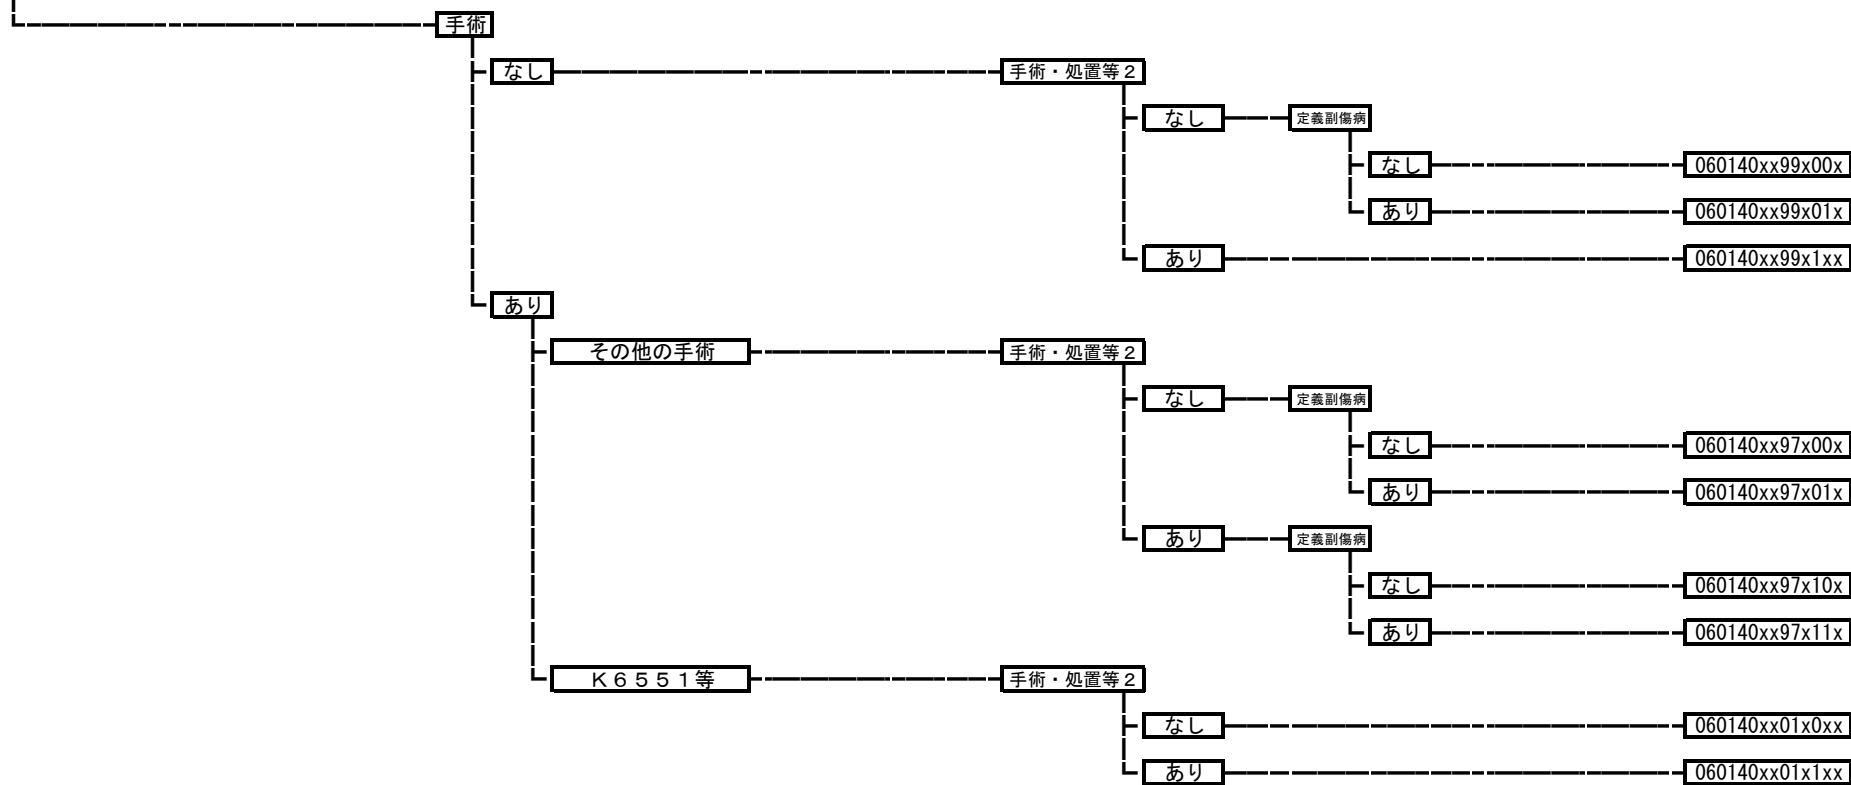 手術
なし 手術・処置等2
なし 定義副傷病
なし 060140xx99x00x
あり 060140xx99x01x
あり 060140xx99x1xx
あり
その他の手術 手術・処置等2
なし 定義副傷病
なし 060140xx97x00x
あり 060140xx97x01x
あり 定義副傷病
なし 060140xx97x10x
あり 060140xx97x11x
K6551等 手術・処置等2
なし 060140xx01x0xx
あり 060140xx01x1xx